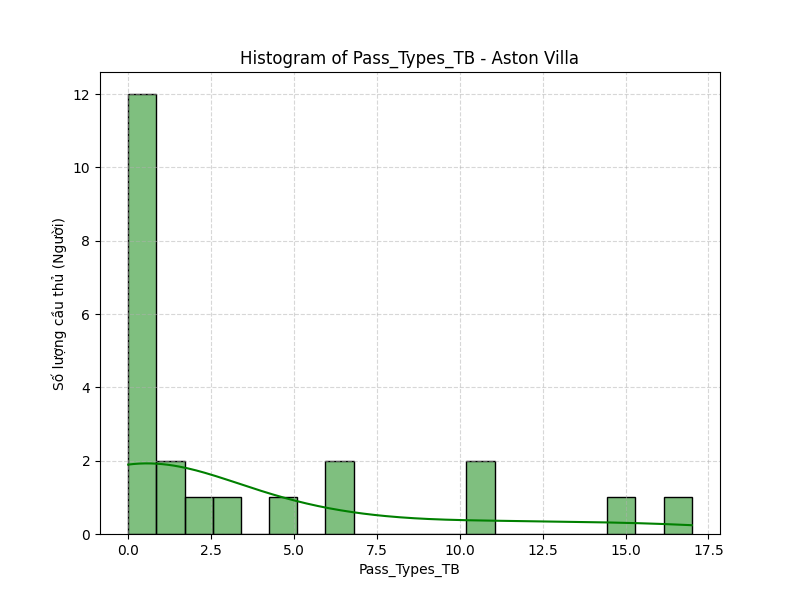 Histogram of Pass_Types_TB - Aston Villa
12
10
8
6
4
2
0
Số lượng cầu thủ (Người)
0.0 2.5 5.0 7.5 10.0 12.5 15.0 17.5
Pass_Types_TB